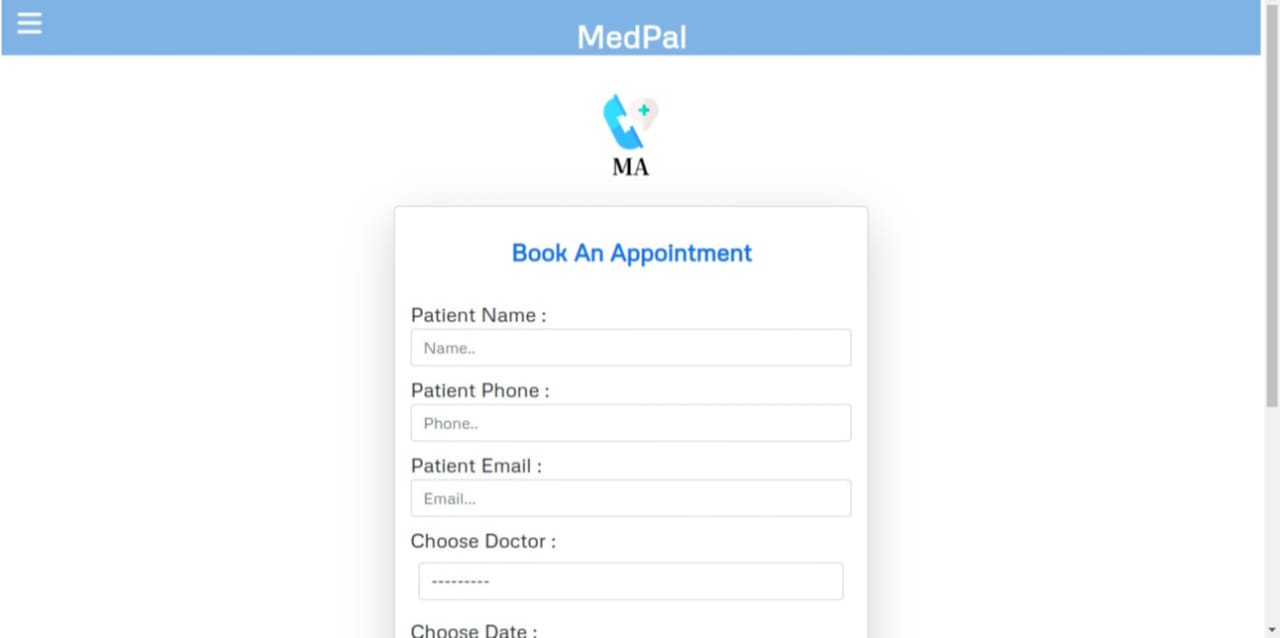 MedPal
MA
Book An Appointment
Patient Name :
Name..
Patient Phone :
Phone..
Patient Email :
Email...
Choose Doctor :
---------
Choose Date :